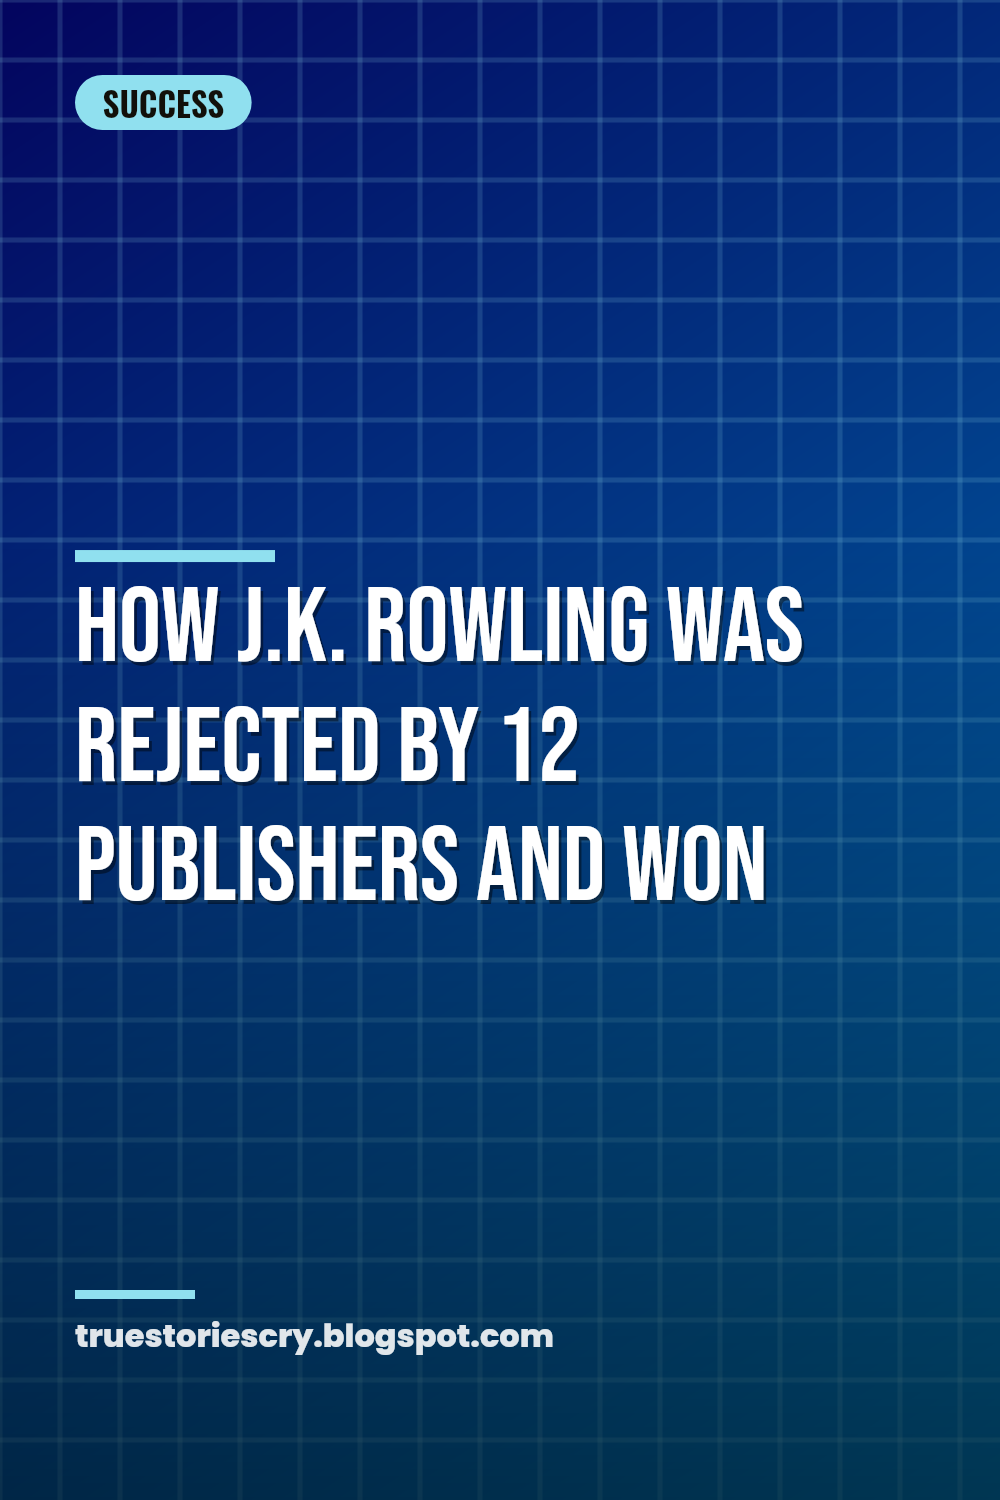 SUCCESS
HOW J.K. ROWLING WAS
REJECTED BY 12
PUBLISHERS AND WON
truestoriescry.blogspot.com